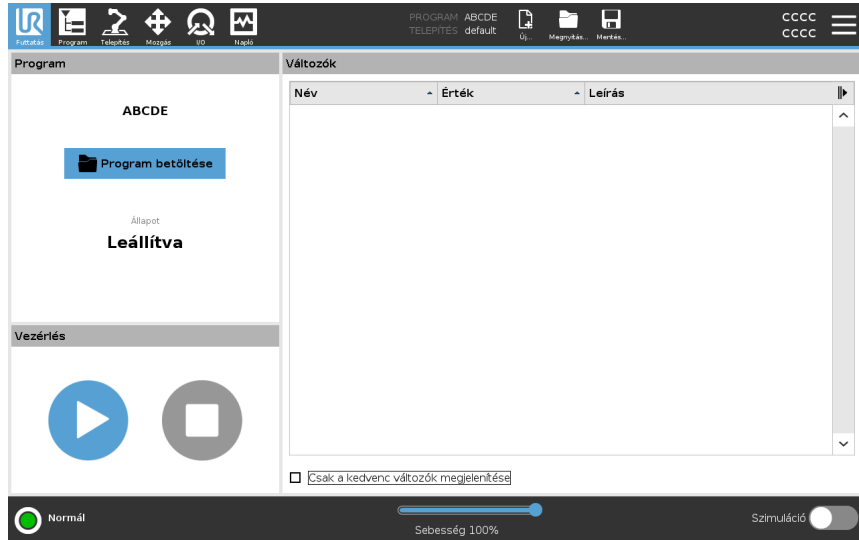 PROGRAM ABCDE
TELEPÍTÉS default
CCCC
CCCC
Futtatás Program Telepítés Mozgás I/O Napló
Új... Megnyitás... Mentés...
Program
Változók
Név Érték Leírás
ABCDE
Program betöltése
Állapot
Leállítva
Vezérlés
Csak a kedvenc változók megjelenítése
Normál
Sebesség 100%
Szimuláció